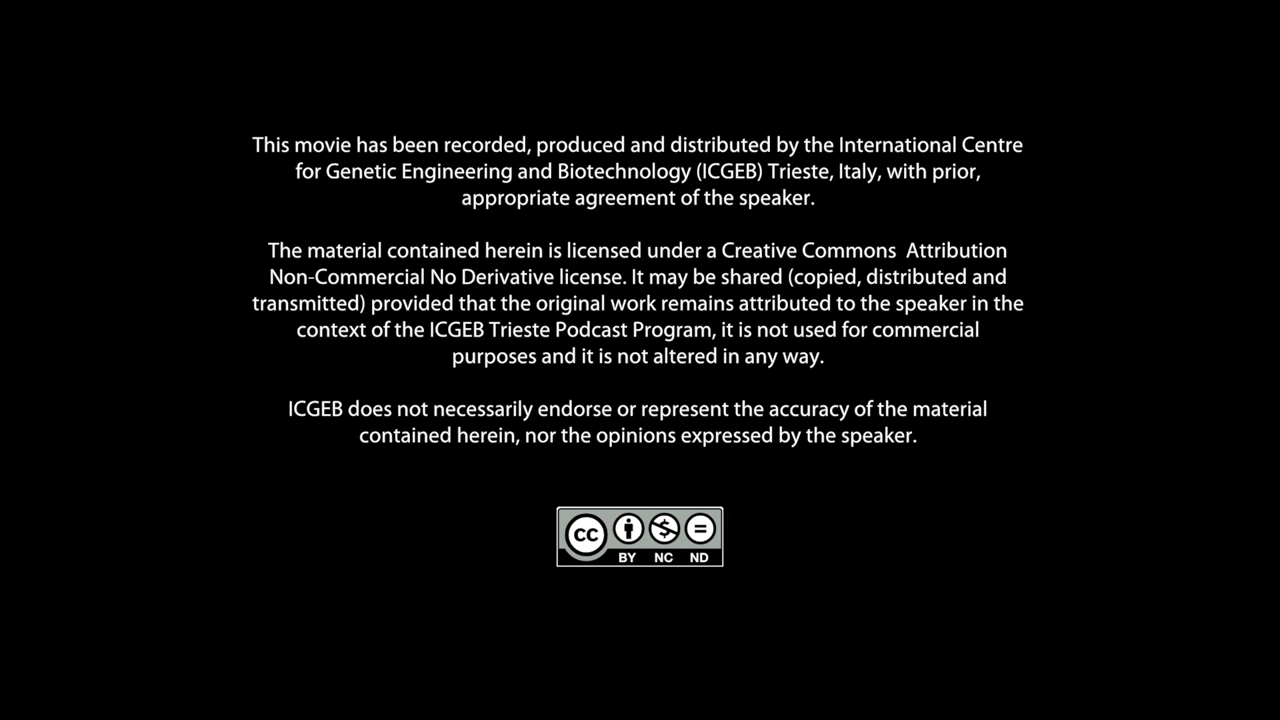 This movie has been recorded, produced and distributed by the International Centre
for Genetic Engineering and Biotechnology (ICGEB) Trieste, Italy, with prior,
appropriate agreement of the speaker.
The material contained herein is licensed under a Creative Commons  Attribution
Non-Commercial No Derivative license. It may be shared (copied, distributed and
transmitted) provided that the original work remains attributed to the speaker in the
context of the ICGEB Trieste Podcast Program, it is not used for commercial
purposes and it is not altered in any way.
ICGEB does not necessarily endorse or represent the accuracy of the material
contained herein, nor the opinions expressed by the speaker.
CC
BY NC ND